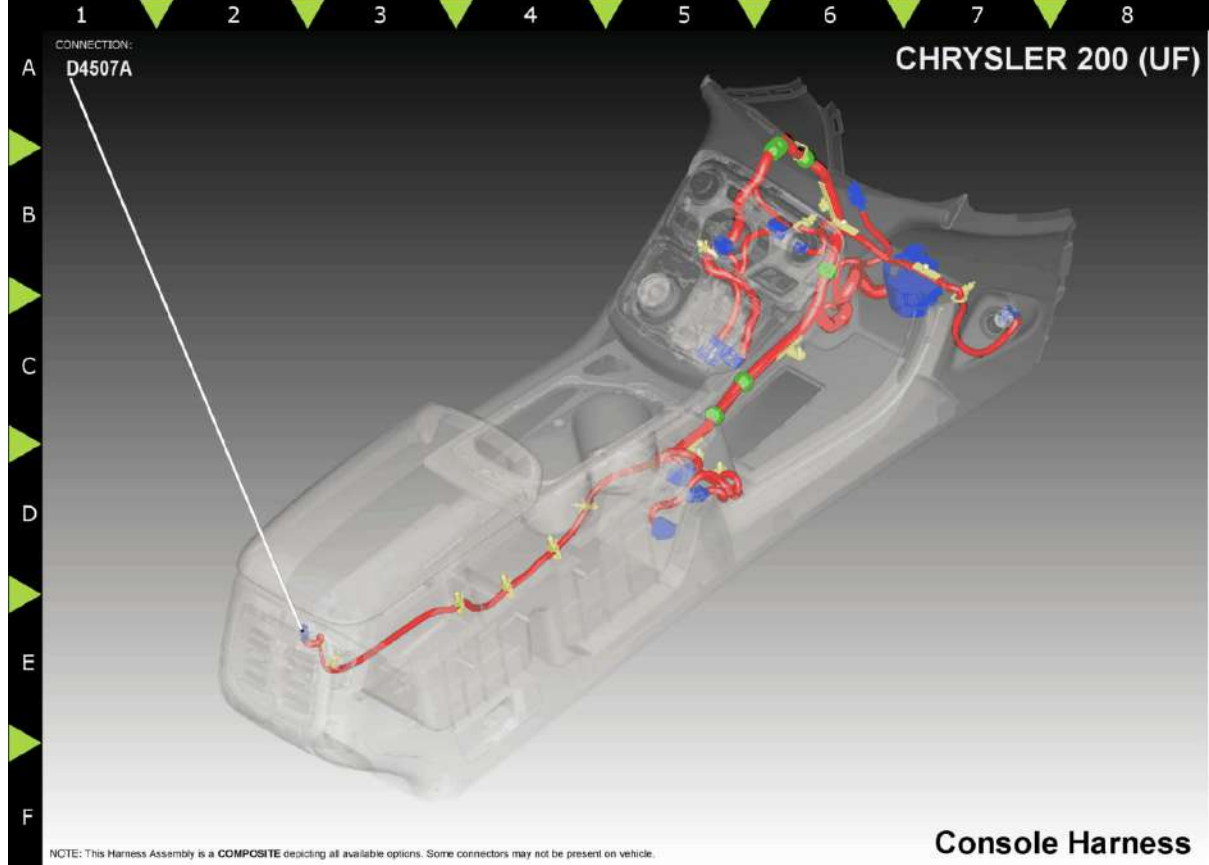 1 2 3 4 5 6 7 8
CONNECTION:
D4507A
CHRYSLER 200 (UF)
A
B
C
D
E
F
NOTE: This Harness Assembly is a COMPOSITE depicting all available options. Some connectors may not be present on vehicle.
Console Harness